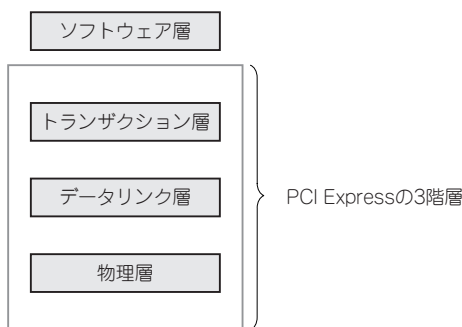 ソフトウェア層
トランザクション層
データリンク層
物理層
PCI Expressの3階層